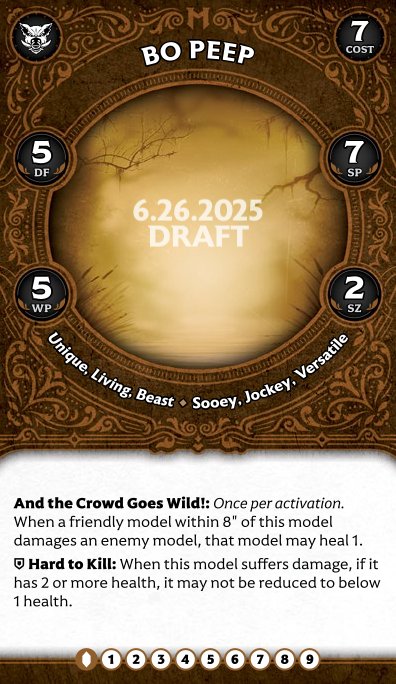 BO PEEP
7
COST
5
DF
7
SP
6.26.2025
DRAFT
5
WP
2
SZ
Unique, Living, Beast ◆ Sooey, Jockey, Versatile
And the Crowd Goes Wild!: Once per activation.
When a friendly model within 8" of this model
damages an enemy model, that model may heal 1.
Hard to Kill: When this model suffers damage, if it
has 2 or more health, it may not be reduced to below
1 health.
1 2 3 4 5 6 7 8 9